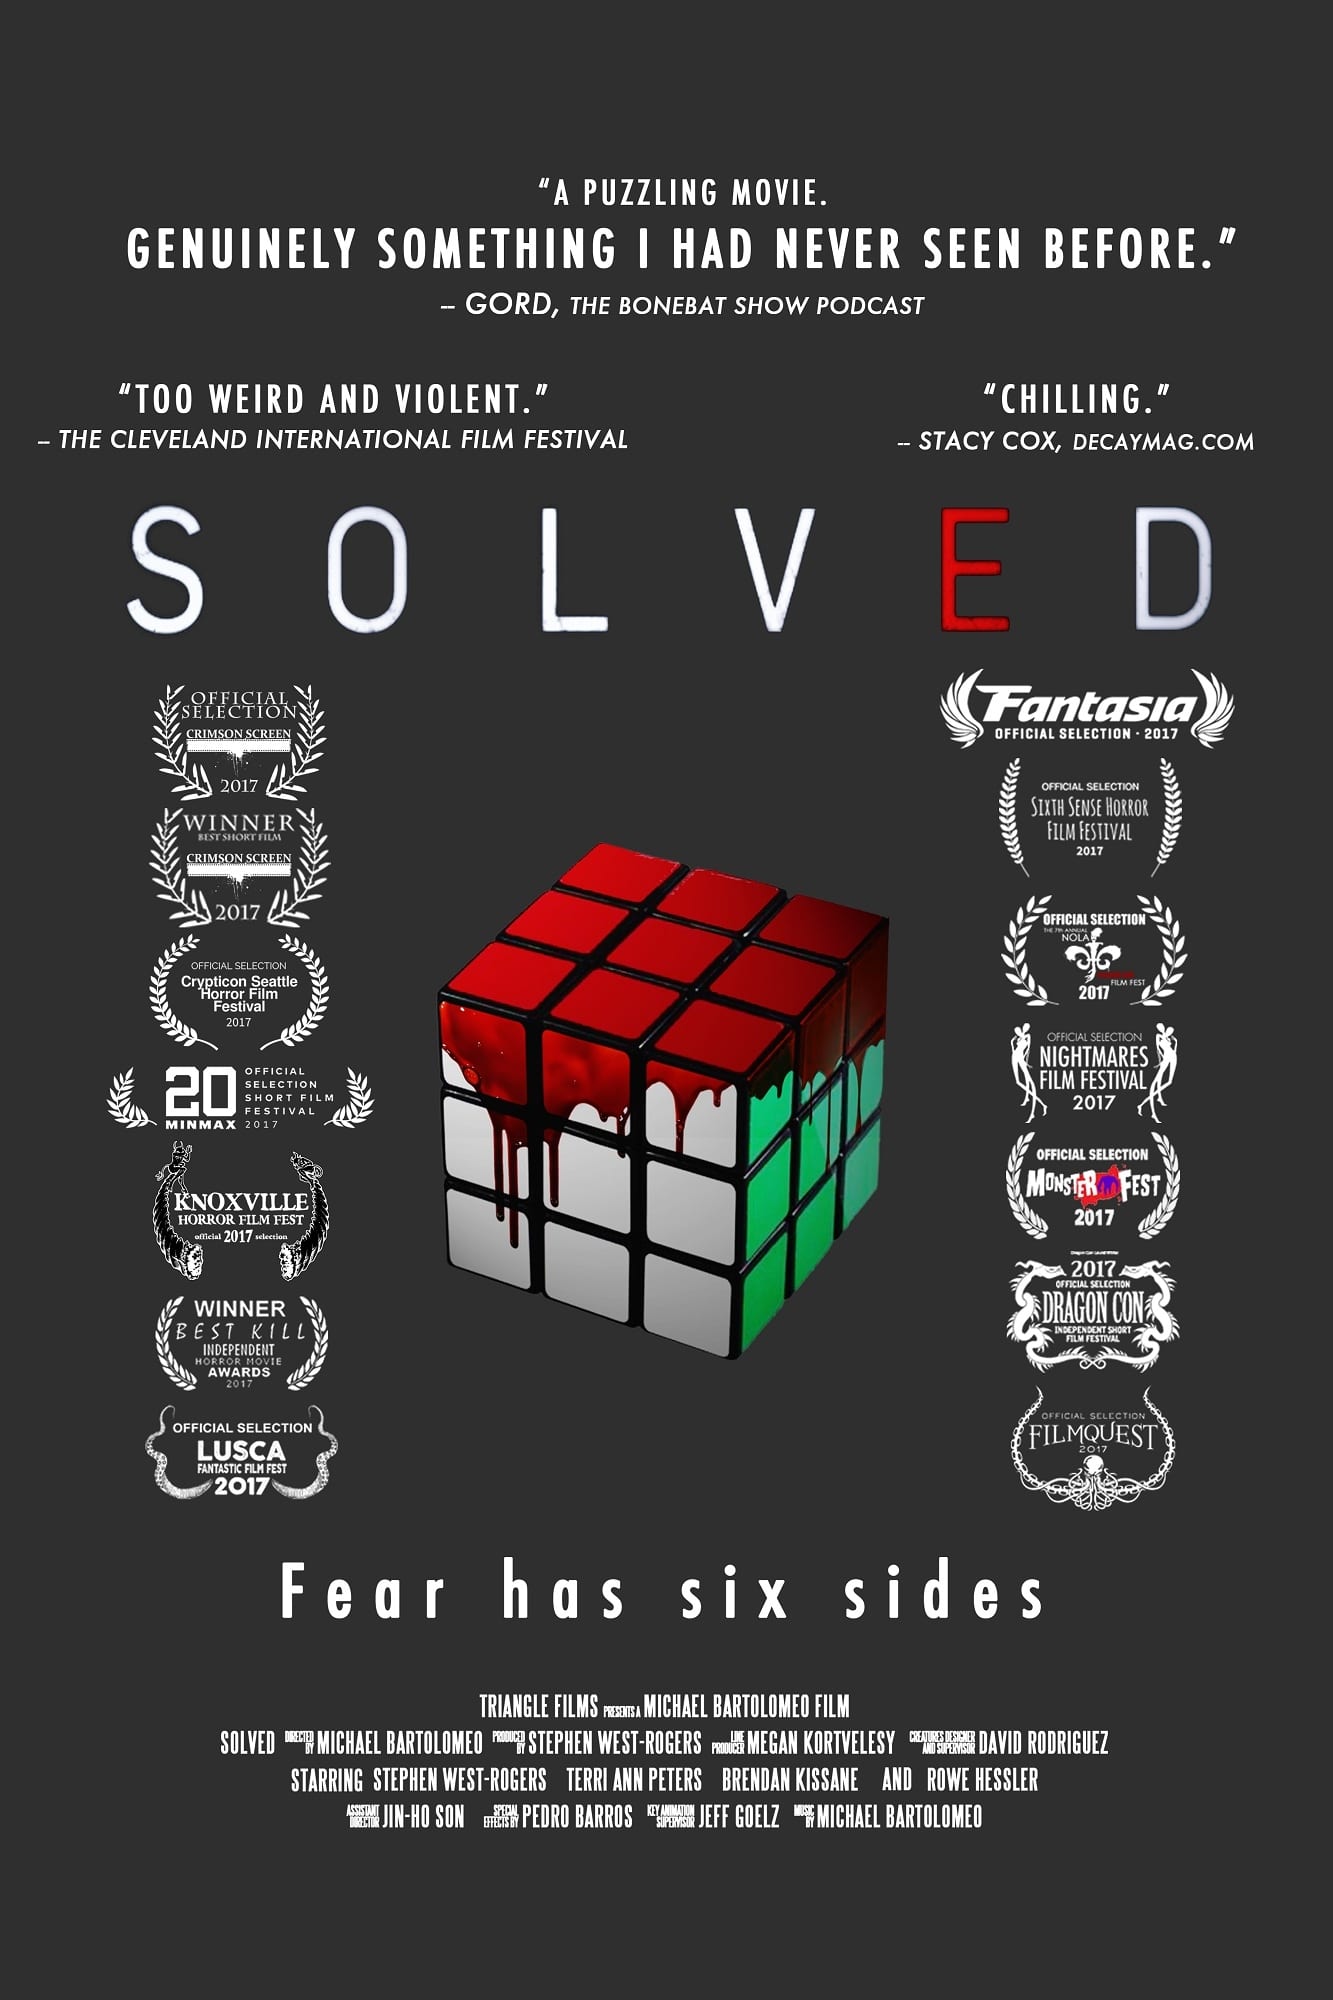 “A PUZZLING MOVIE.
GENUINELY SOMETHING I HAD NEVER SEEN BEFORE.”
– GORD, THE BONEBAT SHOW PODCAST
“TOO WEIRD AND VIOLENT.”
– THE CLEVELAND INTERNATIONAL FILM FESTIVAL
“CHILLING.”
-- STACY COX, DECAYMAG.COM
SOLVED
OFFICIAL
SELECTION
CRIMSON SCREEN
2017
WINNER
BEST SHORT FILM
CRIMSON SCREEN
2017
OFFICIAL SELECTION
Crypticon Seattle
Horror Film
Festival
2017
20
MINMAX
OFFICIAL
SELECTION
SHORT FILM
FESTIVAL
2017
KNOXVILLE
HORROR FILM FEST
official 2017 selection
WINNER
BEST KILL
INDEPENDENT
HORROR MOVIE
AWARDS
2017
OFFICIAL SELECTION
LUSCA
FANTASTIC FILM FEST
2017
Fantasia
OFFICIAL SELECTION · 2017
OFFICIAL SELECTION
SIXTH SENSE HORROR
FILM FESTIVAL
2017
OFFICIAL SELECTION
THE 7TH ANNUAL
NOLA
FILM FEST
2017
OFFICIAL SELECTION
NIGHTMARES
FILM FESTIVAL
2017
OFFICIAL SELECTION
MONSTER FEST
2017
2017
OFFICIAL SELECTION
DRAGON CON
INDEPENDENT SHORT
FILM FESTIVAL
OFFICIAL SELECTION
FILMQUEST
2017
Fear has six sides
TRIANGLE FILMS PRESENTS A MICHAEL BARTOLOMEO FILM
SOLVED DIRECTED BY MICHAEL BARTOLOMEO PRODUCED BY STEPHEN WEST-ROGERS LINE PRODUCER MEGAN KORTVELESY CREATURES DESIGNER AND SUPERVISOR DAVID RODRIGUEZ
STARRING STEPHEN WEST-ROGERS TERRI ANN PETERS BRENDAN KISSANE AND ROWE HESSLER
ASSISTANT DIRECTOR JIN-HO SON SPECIAL EFFECTS BY PEDRO BARROS KEY ANIMATION SUPERVISOR JEFF GOELZ MUSIC BY MICHAEL BARTOLOMEO